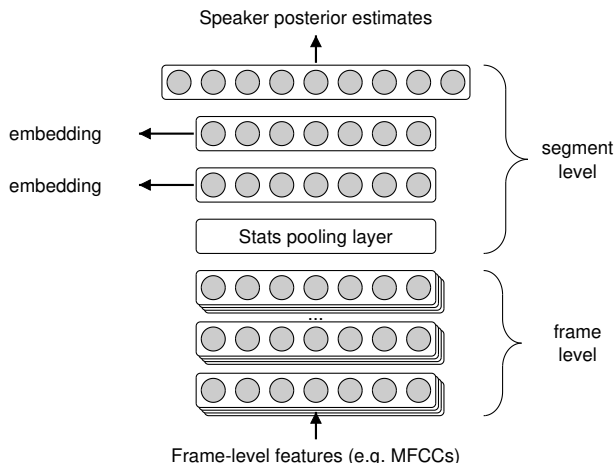 Speaker posterior estimates
embedding
embedding
segment
level
Stats pooling layer
...
frame
level
Frame-level features (e.g. MFCCs)